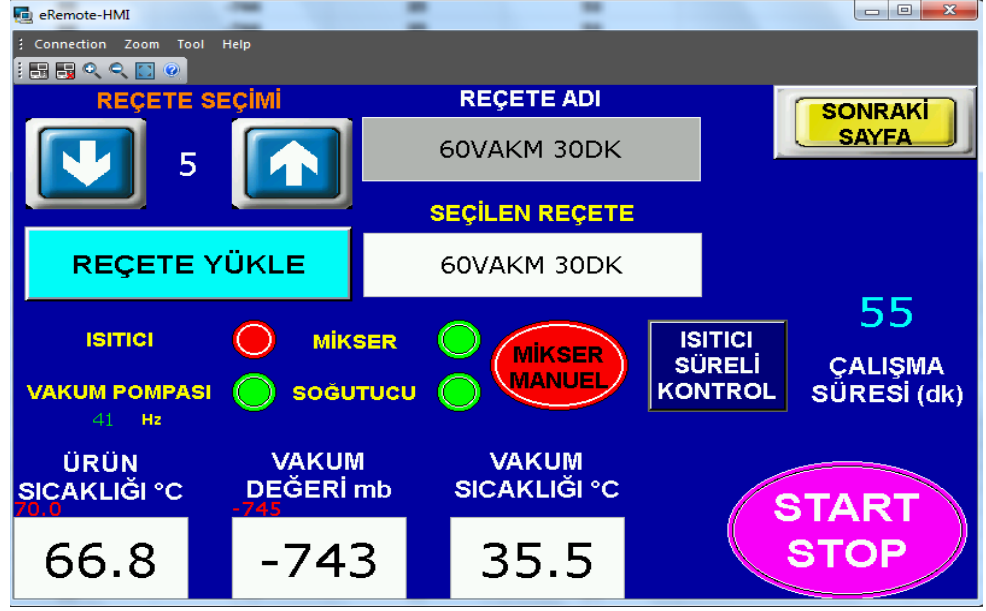 eRemote-HMI
Connection Zoom Tool Help
REÇETE SEÇİMİ
5
REÇETE ADI
60VAKM 30DK
SONRAKİ
SAYFA
SEÇİLEN REÇETE
60VAKM 30DK
REÇETE YÜKLE
ISITICI
MİKSER
MİKSER
MANUEL
ISITICI
SÜRELİ
KONTROL
55
ÇALIŞMA
SÜRESİ (dk)
VAKUM POMPASI
41 Hz
SOĞUTUCU
ÜRÜN
SICAKLIĞI °C
70.0
66.8
VAKUM
DEĞERİ mb
-745
-743
VAKUM
SICAKLIĞI °C
35.5
START
STOP